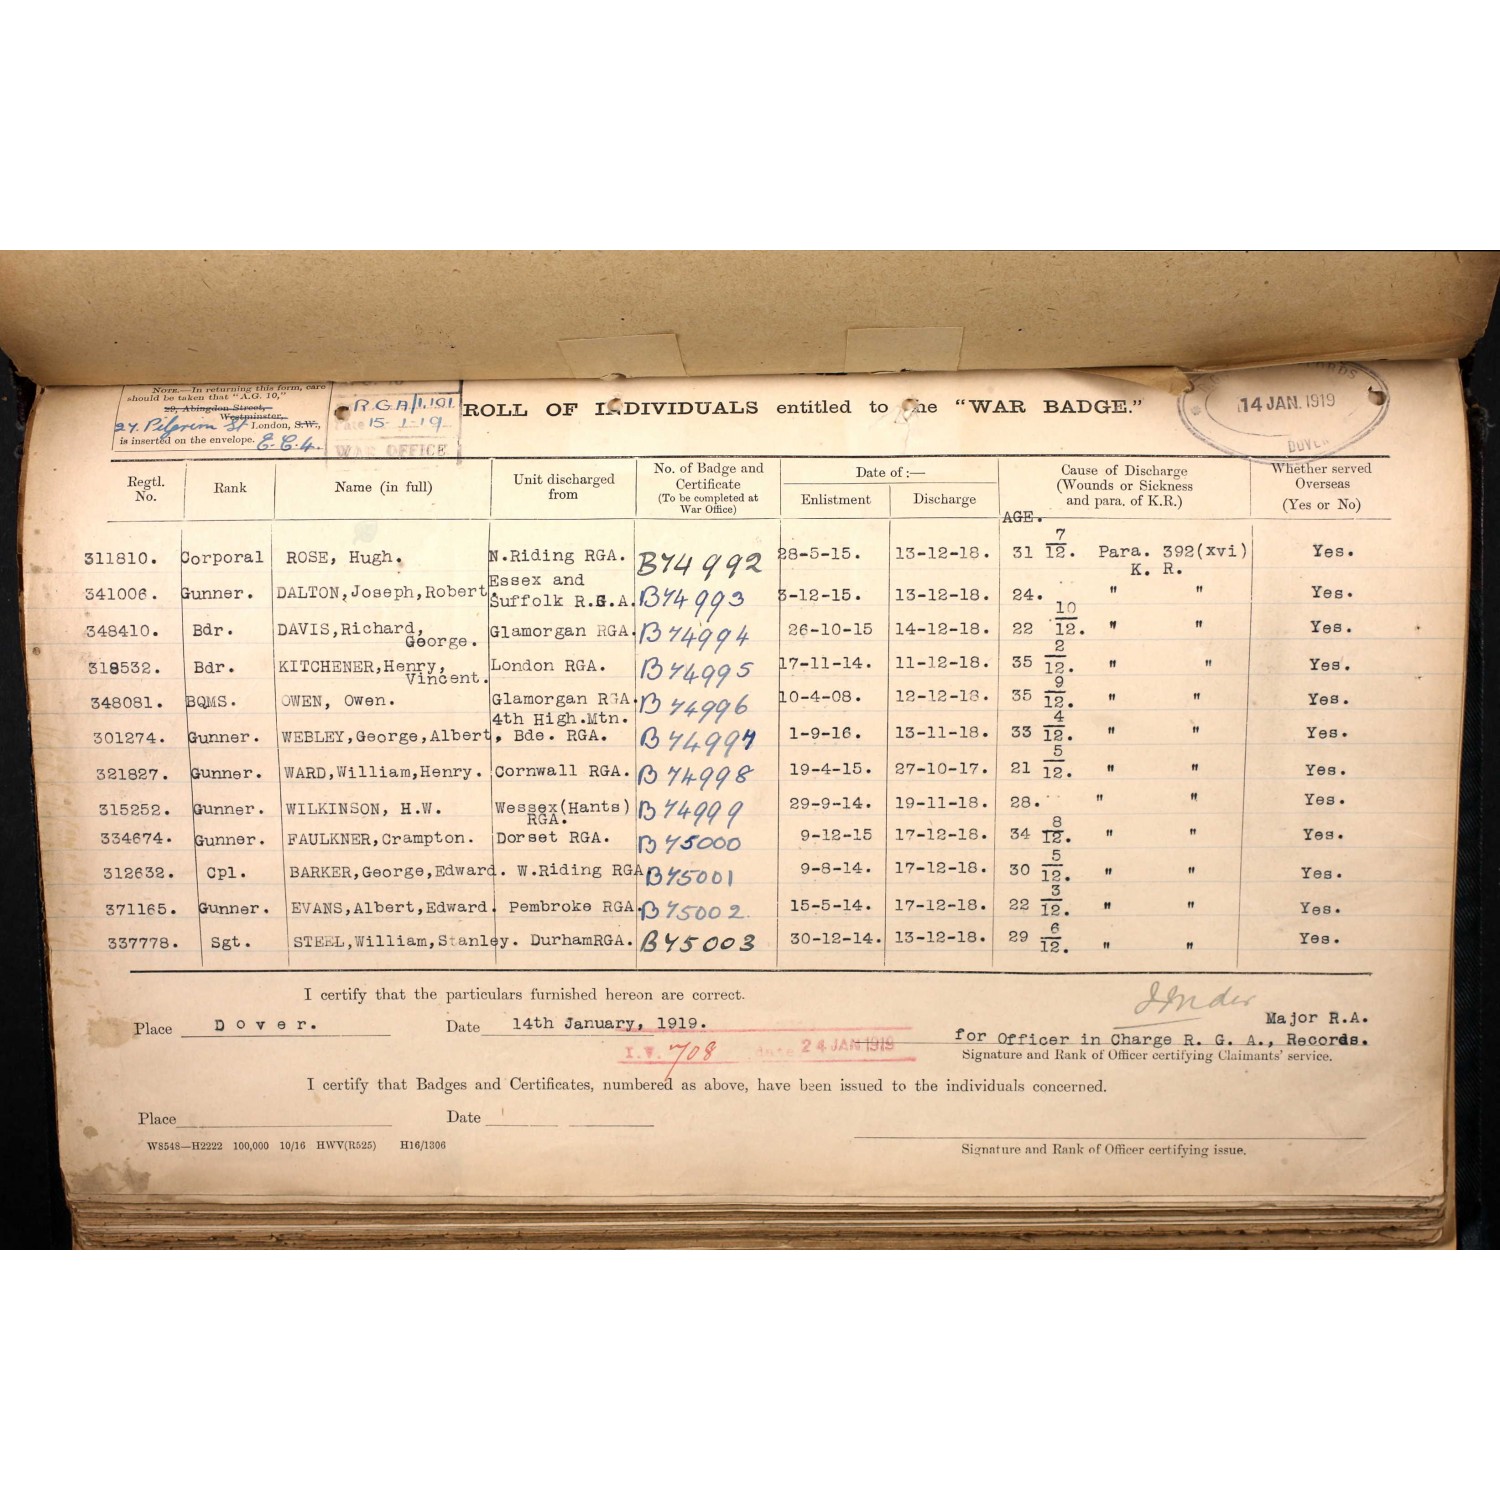 NOTE.—In returning this form, care
should be taken that "A.G. 10,"
29, Abingdon Street,
Westminster,
27. Pilgrim St London, S.W.,
is inserted on the envelope. E.C.4.
R.G.A/1.191
15-1-19
WAR OFFICE
ROLL OF INDIVIDUALS entitled to the "WAR BADGE."
14 JAN. 1919
DOVER
Regtl. No. Rank Name (in full) Unit discharged from No. of Badge and Certificate (To be completed at War Office) Date of :— Enlistment Discharge Cause of Discharge (Wounds or Sickness and para. of K.R.) Whether served Overseas (Yes or No)
AGE.
311810. Corporal ROSE, Hugh. N.Riding RGA. B74992 28-5-15. 13-12-18. 31 7/12. Para. 392(xvi) K. R. Yes.
341006. Gunner. DALTON, Joseph, Robert. Essex and Suffolk R.G.A. B74993 3-12-15. 13-12-18. 24. " " Yes.
348410. Bdr. DAVIS,Richard, George. Glamorgan RGA. B74994 26-10-15 14-12-18. 22 10/12. " " Yes.
318532. Bdr. KITCHENER,Henry, Vincent. London RGA. B74995 17-11-14. 11-12-18. 35 2/12. " " Yes.
348081. BQMS. OWEN, Owen. Glamorgan RGA. B74996 10-4-08. 12-12-18. 35 9/12. " " Yes.
301274. Gunner. WEBLEY,George,Albert, 4th High.Mtn. Bde. RGA. B74997 1-9-16. 13-11-18. 33 4/12. " " Yes.
321827. Gunner. WARD,William,Henry. Cornwall RGA. B74998 19-4-15. 27-10-17. 21 5/12. " " Yes.
315252. Gunner. WILKINSON, H.W. Wessex(Hants) RGA. B74999 29-9-14. 19-11-18. 28. " " Yes.
334674. Gunner. FAULKNER,Crampton. Dorset RGA. B75000 9-12-15 17-12-18. 34 8/12. " " Yes.
312632. Cpl. BARKER,George,Edward. W.Riding RGA B75001 9-8-14. 17-12-18. 30 5/12. " " Yes.
371165. Gunner. EVANS,Albert,Edward. Pembroke RGA. B75002 15-5-14. 17-12-18. 22 3/12. " " Yes.
337778. Sgt. STEEL,William,Stanley. DurhamRGA. B75003 30-12-14. 13-12-18. 29 6/12. " " Yes.
I certify that the particulars furnished hereon are correct.
Place Dover. Date 14th January, 1919.
Major R.A.
for Officer in Charge R. G. A., Records.
I.V. 708 date 24 JAN 1919
Signature and Rank of Officer certifying Claimants' service.
I certify that Badges and Certificates, numbered as above, have been issued to the individuals concerned.
Place Date
W8548—H2222 100,000 10/16 HWV(R525) H16/1306
Signature and Rank of Officer certifying issue.